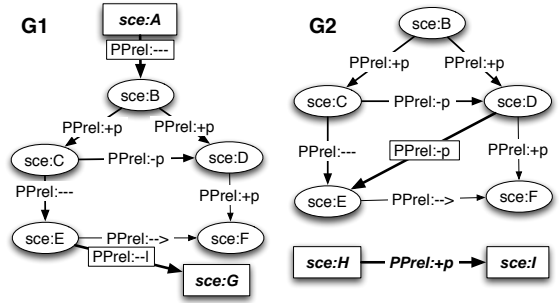 G1
sce:A
PPrel:---
sce:B
PPrel:+p PPrel:+p
sce:C PPrel:-p sce:D
PPrel:--- PPrel:+p
sce:E PPrel:--> sce:F
PPrel:--I sce:G
G2
sce:B
PPrel:+p PPrel:+p
sce:C PPrel:-p sce:D
PPrel:--- PPrel:-p PPrel:+p
sce:E PPrel:--> sce:F
sce:H PPrel:+p sce:I